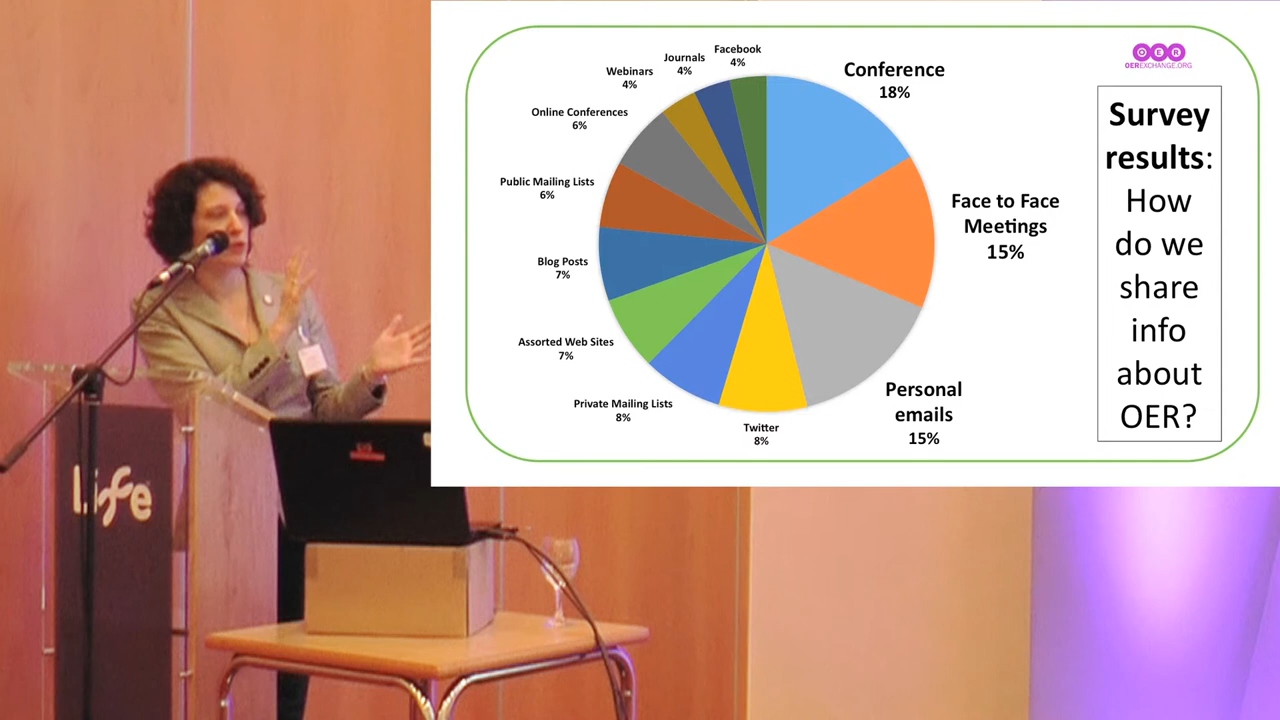 Facebook
4%
Journals
4%
Webinars
4%
Online Conferences
6%
Public Mailing Lists
6%
Blog Posts
7%
Assorted Web Sites
7%
Private Mailing Lists
8%
Twitter
8%
Personal
emails
15%
Face to Face
Meetings
15%
Conference
18%
OER
OEREXCHANGE.ORG
Survey
results:
How
do we
share
info
about
OER?
Life